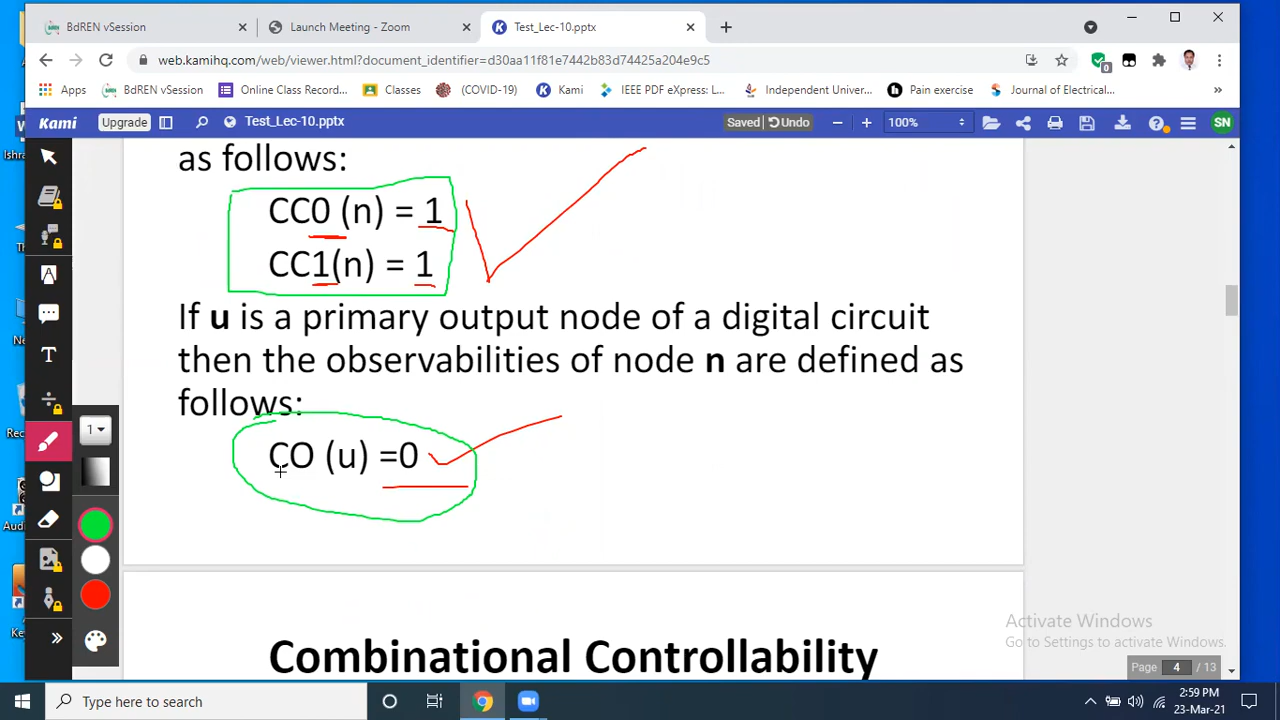 BdREN vSession
Launch Meeting - Zoom
Test_Lec-10.pptx
web.kamihq.com/web/viewer.html?document_identifier=d30aa11f81e7442b83d74425a204e9c5
Apps
BdREN vSession
Online Class Record...
Classes
(COVID-19)
Kami
IEEE PDF eXpress: L...
Independent Univer...
Pain exercise
Journal of Electrical...
Kami
Upgrade
Test_Lec-10.pptx
Saved
Undo
100%
SN
as follows:
CC0 (n) = 1
CC1(n) = 1
If u is a primary output node of a digital circuit
then the observabilities of node n are defined as
follows:
CO (u) =0
Combinational Controllability
Activate Windows
Go to Settings to activate Windows.
Page 4 / 13
Type here to search
2:59 PM
23-Mar-21